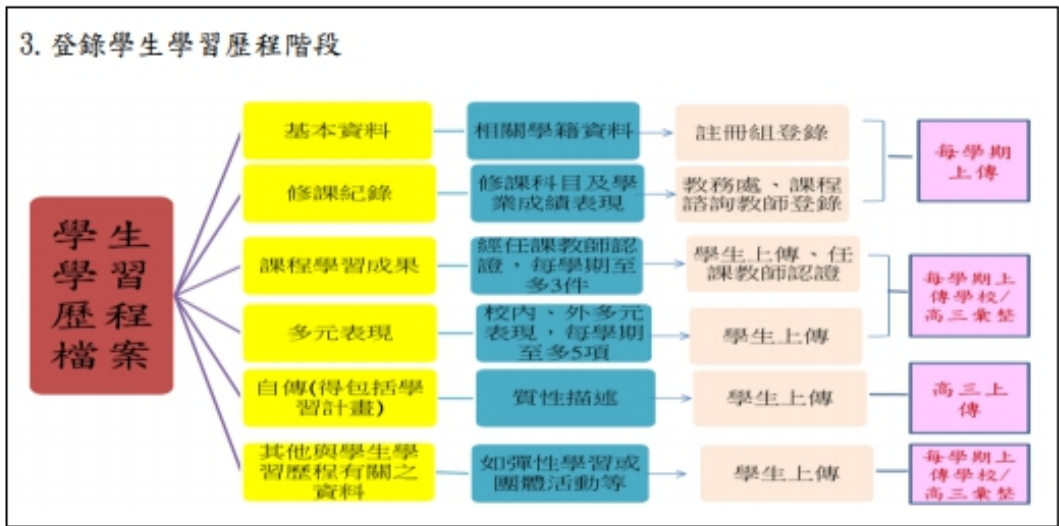 3. 登錄學生學習歷程階段
學生
學習
歷程
檔案
基本資料
相關學籍資料
註冊組登錄
每學期
上傳
修課紀錄
修課科目及學
業成績表現
教務處、課程
諮詢教師登錄
課程學習成果
經任課教師認
證，每學期至
多3件
學生上傳、任
課教師認證
每學期上
傳學校/
高三彙整
多元表現
校內、外多元
表現，每學期
至多5項
學生上傳
自傳(得包括學
習計畫)
質性描述
學生上傳
高三上
傳
其他與學生學
習歷程有關之
資料
如彈性學習或
團體活動等
學生上傳
每學期上
傳學校/
高三彙整